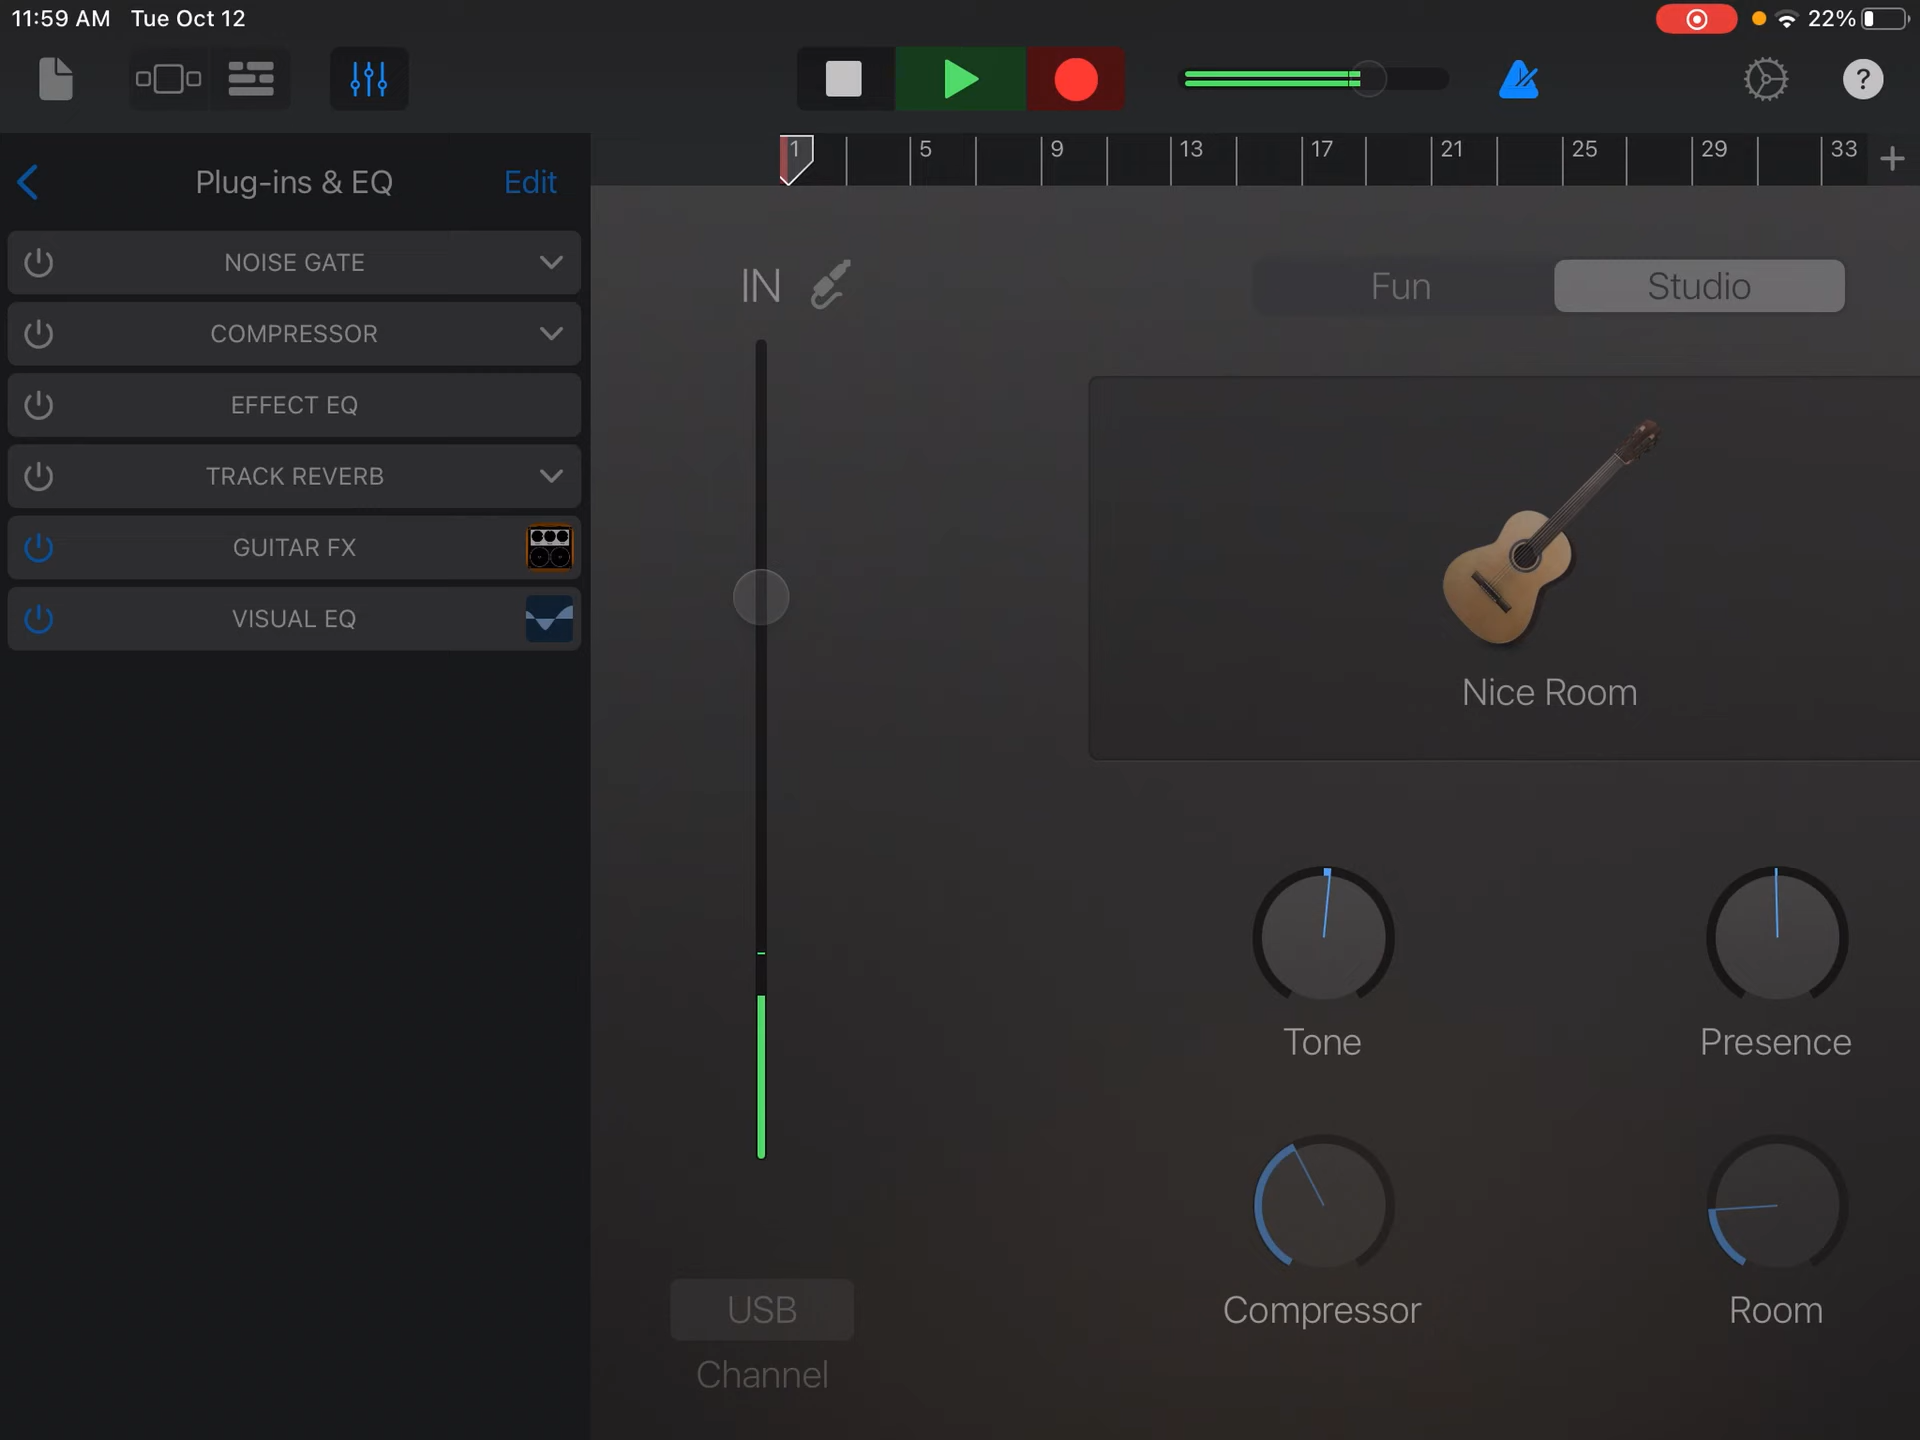 11:59 AM Tue Oct 12
22%
?
1 5 9 13 17 21 25 29 33 +
Plug-ins & EQ Edit
NOISE GATE
COMPRESSOR
EFFECT EQ
TRACK REVERB
GUITAR FX
VISUAL EQ
IN
Fun Studio
Nice Room
Tone Presence
Compressor Room
USB
Channel